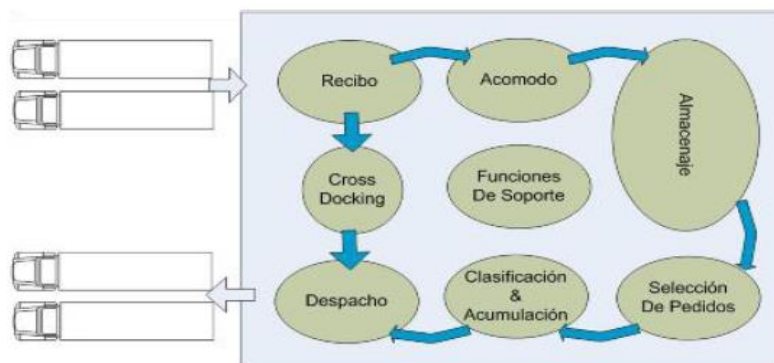 Recibo
Acomodo
Almacenaje
Cross
Docking
Funciones
De Soporte
Despacho
Clasificación
&
Acumulación
Selección
De Pedidos